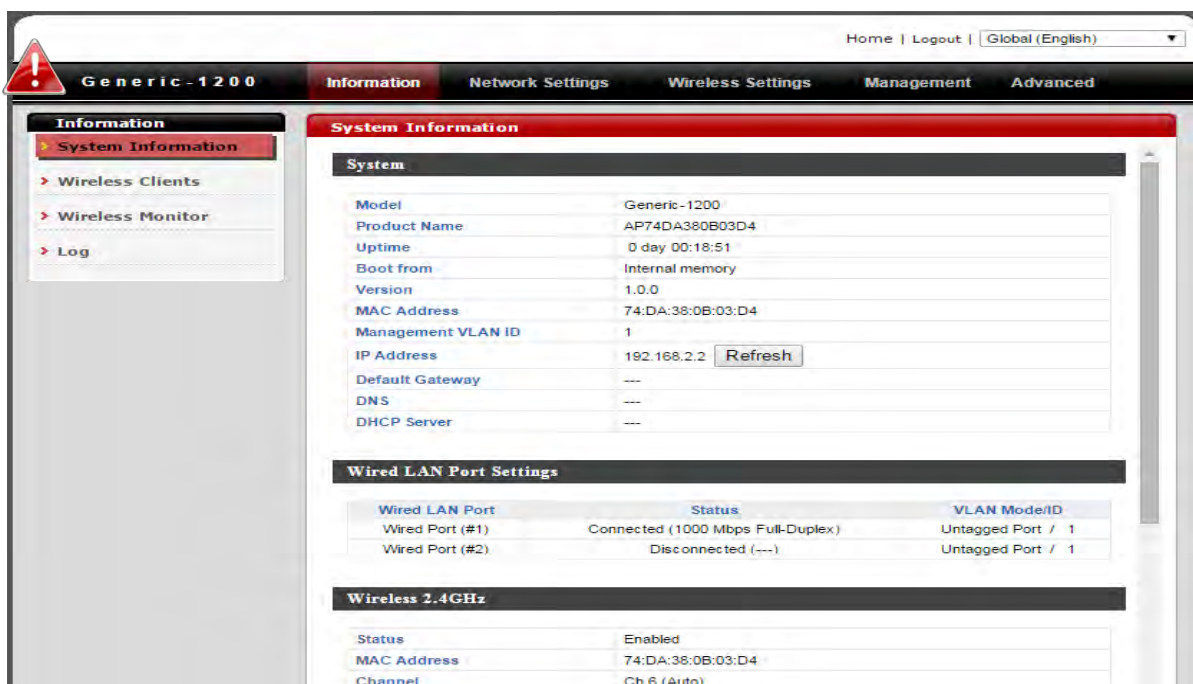 Home | Logout | Global (English)
Generic-1200 Information Network Settings Wireless Settings Management Advanced
Information
System Information
Wireless Clients
Wireless Monitor
Log
System Information
System
Model Generic-1200
Product Name AP74DA380B03D4
Uptime 0 day 00:18:51
Boot from Internal memory
Version 1.0.0
MAC Address 74:DA:38:0B:03:D4
Management VLAN ID 1
IP Address 192.168.2.2 Refresh
Default Gateway ---
DNS ---
DHCP Server ---
Wired LAN Port Settings
Wired LAN Port Status VLAN Mode/ID
Wired Port (#1) Connected (1000 Mbps Full-Duplex) Untagged Port / 1
Wired Port (#2) Disconnected (---) Untagged Port / 1
Wireless 2.4GHz
Status Enabled
MAC Address 74:DA:38:0B:03:D4
Channel Ch 6 (Auto)